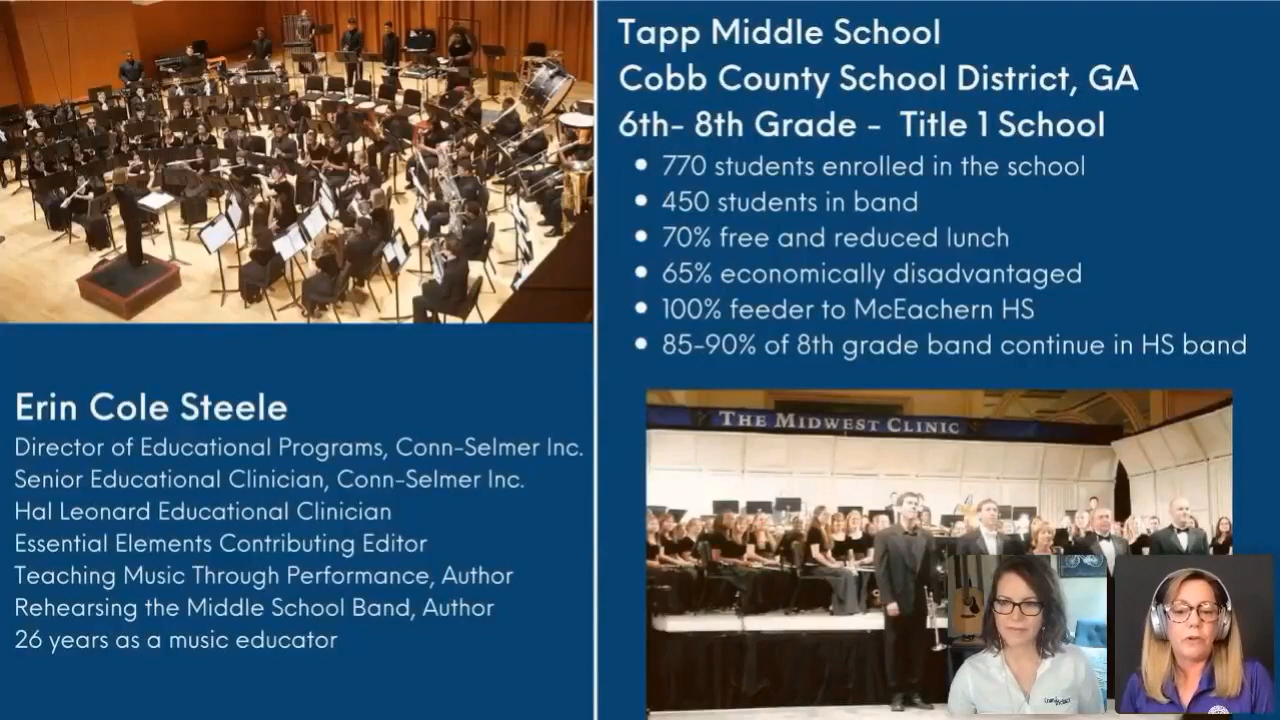 Tapp Middle School
Cobb County School District, GA
6th- 8th Grade - Title 1 School
• 770 students enrolled in the school
• 450 students in band
• 70% free and reduced lunch
• 65% economically disadvantaged
• 100% feeder to McEachern HS
• 85-90% of 8th grade band continue in HS band
Erin Cole Steele
Director of Educational Programs, Conn-Selmer Inc.
Senior Educational Clinician, Conn-Selmer Inc.
Hal Leonard Educational Clinician
Essential Elements Contributing Editor
Teaching Music Through Performance, Author
Rehearsing the Middle School Band, Author
26 years as a music educator
THE MIDWEST CLINIC